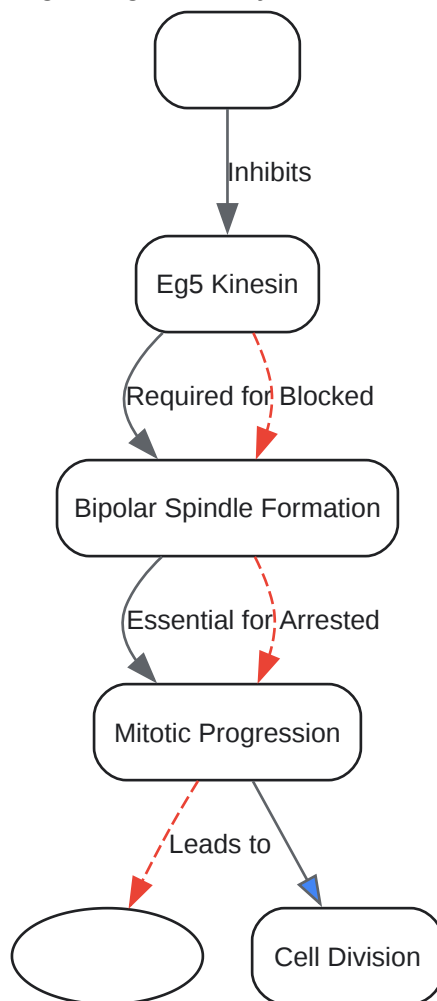 Inhibits
Eg5 Kinesin
Required for Blocked
Bipolar Spindle Formation
Essential for Arrested
Mitotic Progression
Leads to
Cell Division